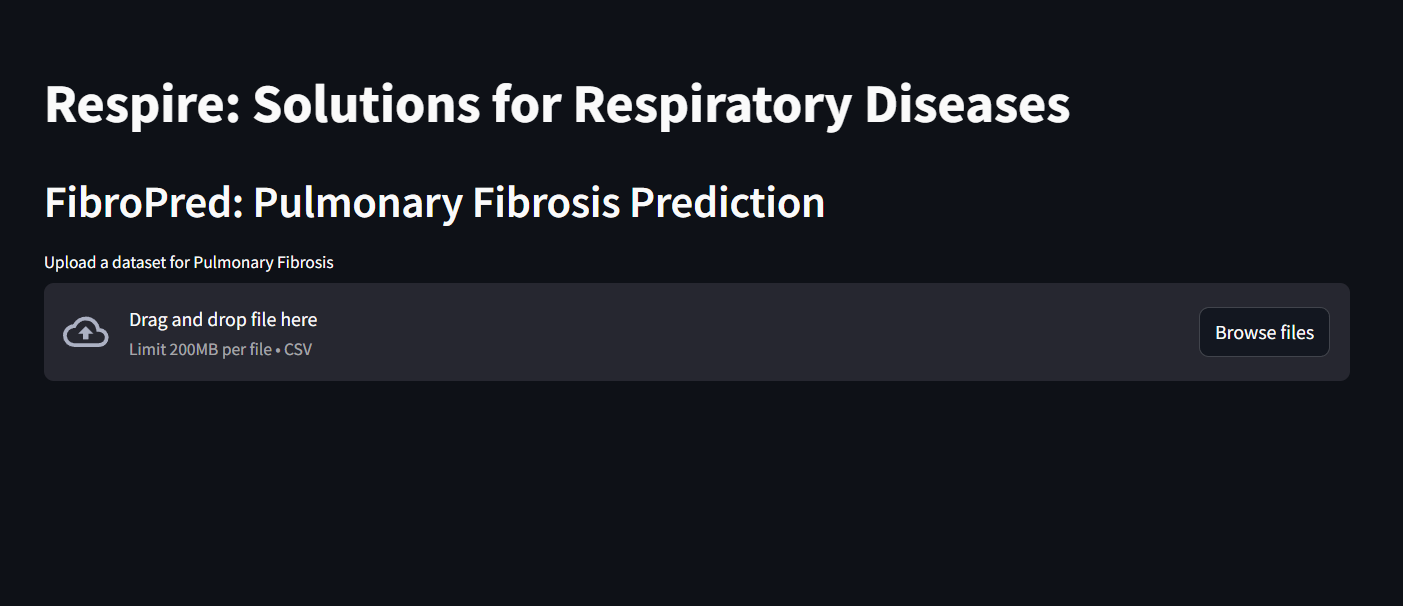 Respire: Solutions for Respiratory Diseases
FibroPred: Pulmonary Fibrosis Prediction
Upload a dataset for Pulmonary Fibrosis
Drag and drop file here
Limit 200MB per file • CSV
Browse files